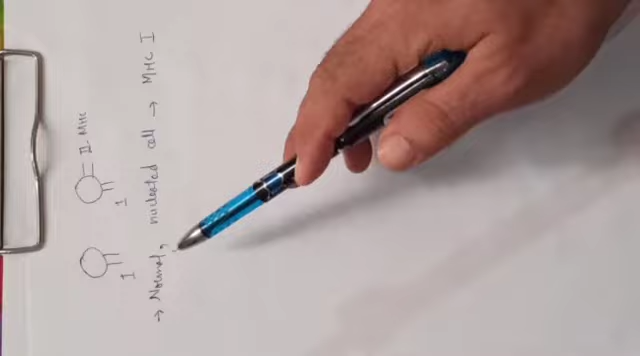 II MHC
I
I
→ Normal, nucleated cell → MHC I